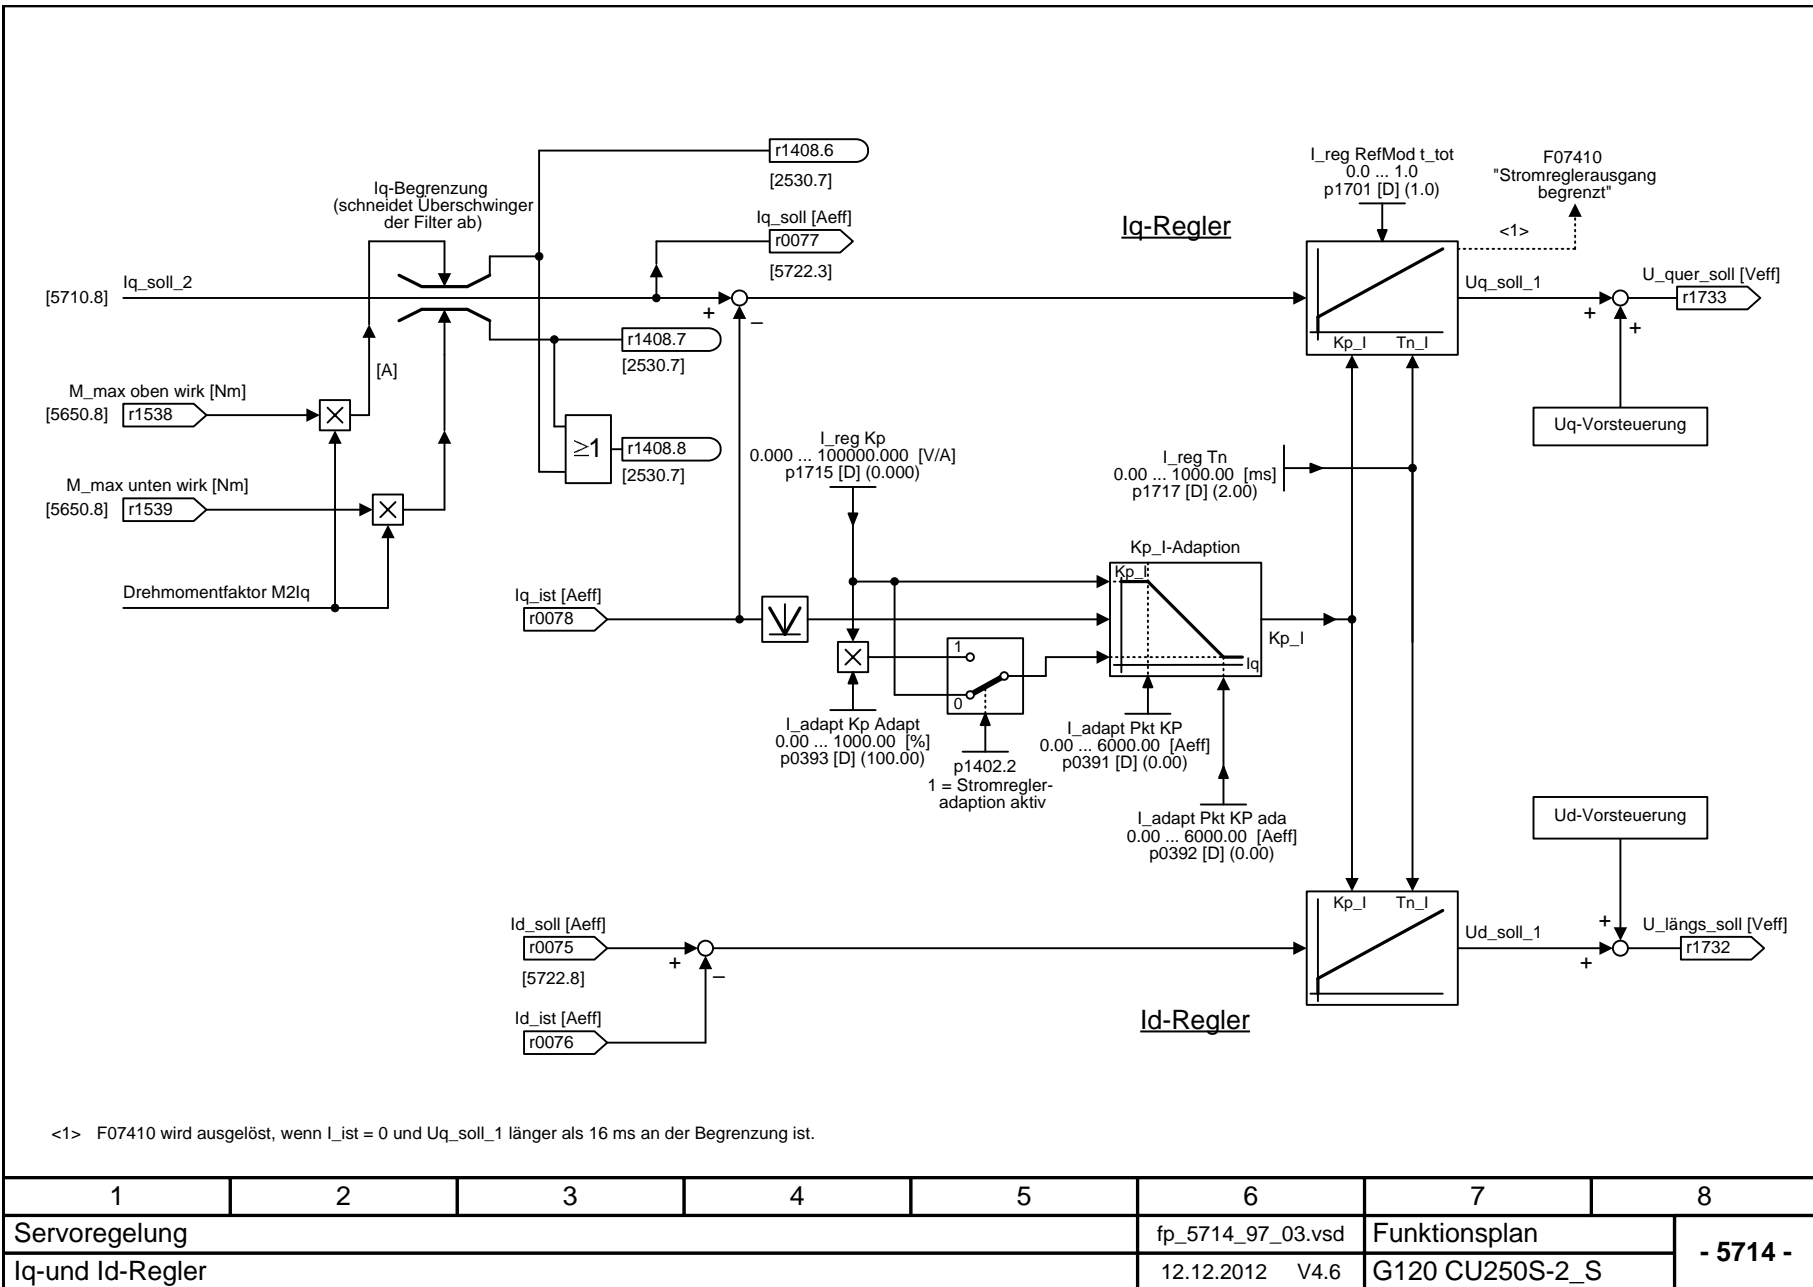 r1408.6
[2530.7]
Iq-Begrenzung
(schneidet Überschwinger
der Filter ab)
Iq_soll [Aeff]
r0077
[5722.3]
Iq-Regler
I_reg RefMod t_tot
0.0 ... 1.0
p1701 [D] (1.0)
F07410
"Stromreglerausgang
begrenzt"
<1>
[5710.8]
Iq_soll_2
+
–
Kp_I Tn_I
Uq_soll_1
+
+
U_quer_soll [Veff]
r1733
r1408.7
[2530.7]
[A]
M_max oben wirk [Nm]
[5650.8] r1538
Uq-Vorsteuerung
≥1
r1408.8
[2530.7]
I_reg Kp
0.000 ... 100000.000 [V/A]
p1715 [D] (0.000)
I_reg Tn
0.00 ... 1000.00 [ms]
p1717 [D] (2.00)
M_max unten wirk [Nm]
[5650.8] r1539
Drehmomentfaktor M2Iq
Iq_ist [Aeff]
r0078
Kp_I-Adaption
Kp_I
Iq
Kp_I
1
0
I_adapt Kp Adapt
0.00 ... 1000.00 [%]
p0393 [D] (100.00)
p1402.2
1 = Stromregler-
adaption aktiv
I_adapt Pkt KP
0.00 ... 6000.00 [Aeff]
p0391 [D] (0.00)
I_adapt Pkt KP ada
0.00 ... 6000.00 [Aeff]
p0392 [D] (0.00)
Ud-Vorsteuerung
Id_soll [Aeff]
r0075
[5722.8]
+
–
Id_ist [Aeff]
r0076
Id-Regler
Kp_I Tn_I
Ud_soll_1
+
+
U_längs_soll [Veff]
r1732
<1> F07410 wird ausgelöst, wenn I_ist = 0 und Uq_soll_1 länger als 16 ms an der Begrenzung ist.
1 2 3 4 5 6 7 8
Servoregelung fp_5714_97_03.vsd Funktionsplan - 5714 -
Iq-und Id-Regler 12.12.2012 V4.6 G120 CU250S-2_S